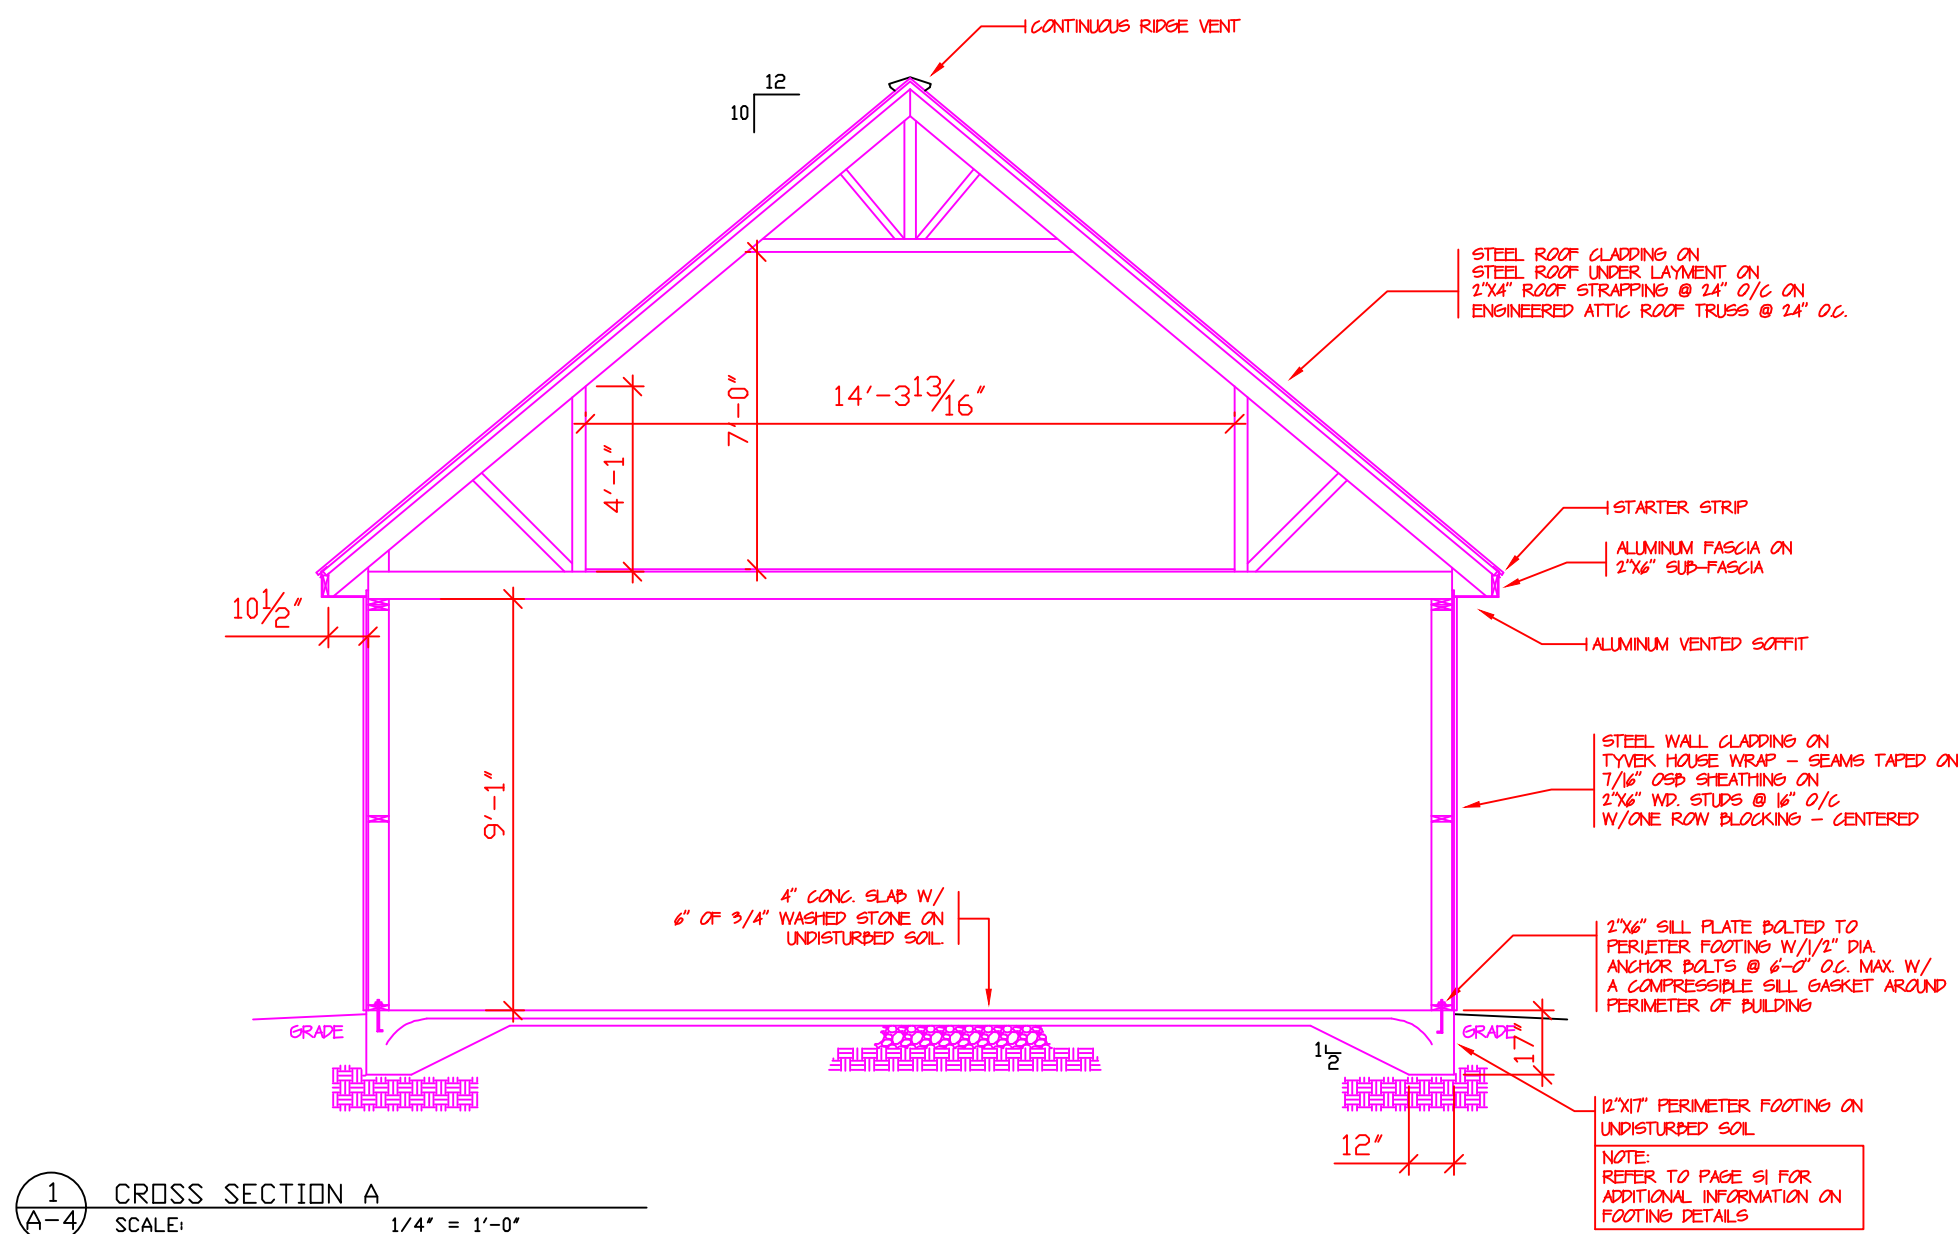 CONTINUOUS RIDGE VENT
12
10
STEEL ROOF CLADDING ON
STEEL ROOF UNDER LAYMENT ON
2"X4" ROOF STRAPPING @ 24" O/C ON
ENGINEERED ATTIC ROOF TRUSS @ 24" O.C.
14'-3 13/16"
7'-0"
4'-1"
STARTER STRIP
ALUMINUM FASCIA ON
2"X6" SUB-FASCIA
10 1/2"
ALUMINUM VENTED SOFFIT
STEEL WALL CLADDING ON
TYVEK HOUSE WRAP - SEAMS TAPED ON
7/16" OSB SHEATHING ON
2"X6" WD. STUDS @ 16" O/C
W/ONE ROW BLOCKING - CENTERED
9'-1"
4" CONC. SLAB W/
6" OF 3/4" WASHED STONE ON
UNDISTURBED SOIL.
2"X6" SILL PLATE BOLTED TO
PERI,ETER FOOTING W/1/2" DIA.
ANCHOR BOLTS @ 6'-0" O.C. MAX. W/
A COMPRESSIBLE SILL GASKET AROUND
PERIMETER OF BUILDING
GRADE
GRADE
17"
1
2
12"X17" PERIMETER FOOTING ON
UNDISTURBED SOIL
12"
NOTE:
REFER TO PAGE S1 FOR
ADDITIONAL INFORMATION ON
FOOTING DETAILS
1
A-4
CROSS SECTION A
SCALE: 1/4" = 1'-0"